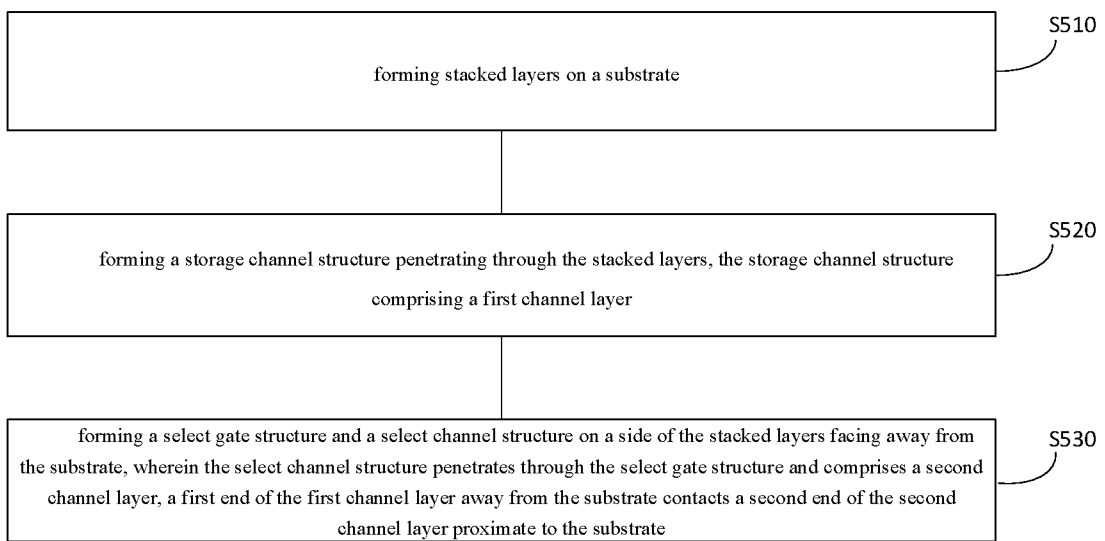 S510
forming stacked layers on a substrate
S520
forming a storage channel structure penetrating through the stacked layers, the storage channel structure
comprising a first channel layer
S530
forming a select gate structure and a select channel structure on a side of the stacked layers facing away from
the substrate, wherein the select channel structure penetrates through the select gate structure and comprises a second
channel layer, a first end of the first channel layer away from the substrate contacts a second end of the second
channel layer proximate to the substrate